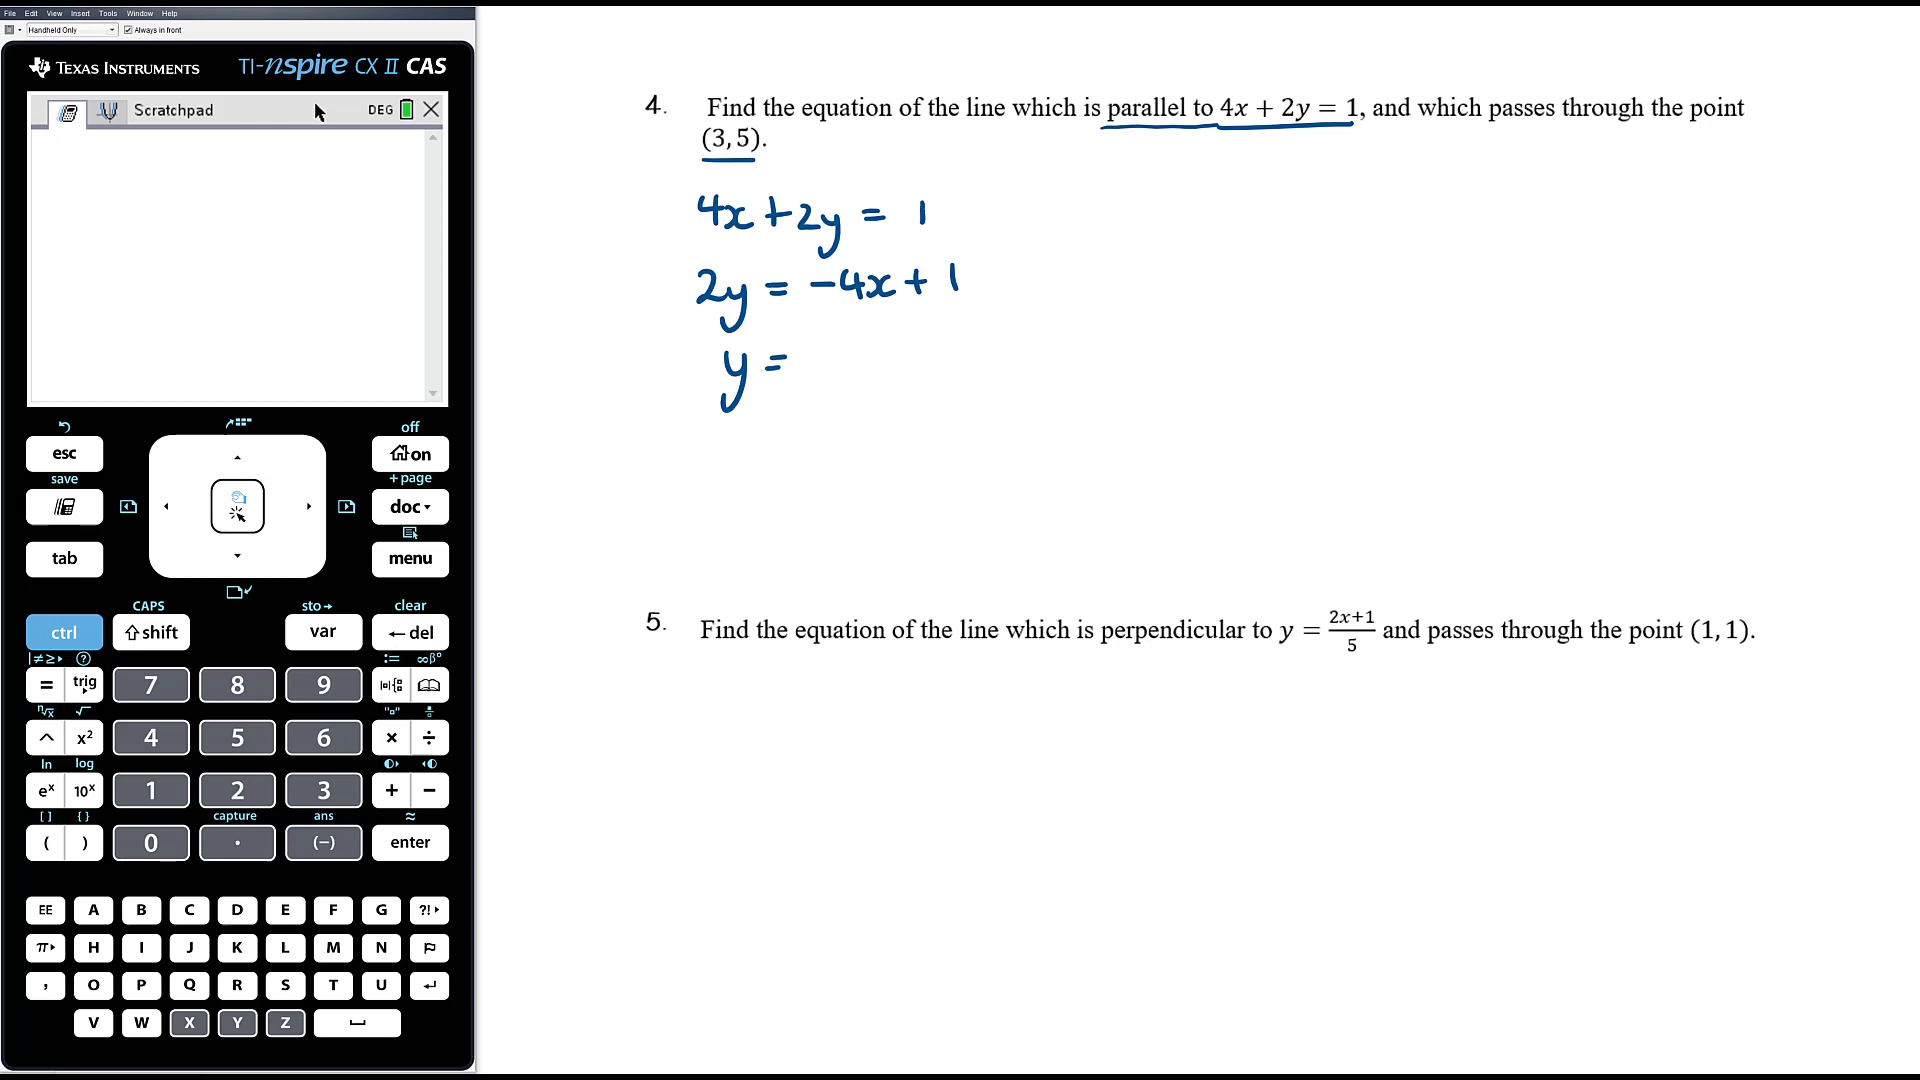 File Edit View Insert Tools Window Help
Handheld Only Always in front
TEXAS INSTRUMENTS TI-nspire CX II CAS
Scratchpad DEG
off
esc on
save + page
doc
tab menu
CAPS sto→ clear
ctrl ⇧shift var ←del
|≠≥▸ ? := ∞β°
= trig 7 8 9 |□|{
ⁿ√x √ "□"
^ x² 4 5 6 × ÷
ln log
eˣ 10ˣ 1 2 3 + −
[ ] { } capture ans ≈
( ) 0 . (−) enter
EE A B C D E F G ?!▸
π▸ H I J K L M N
, O P Q R S T U ↵
V W X Y Z
4. Find the equation of the line which is parallel to 4x + 2y = 1, and which passes through the point
(3, 5).
4x + 2y = 1
2y = -4x + 1
y =
5. Find the equation of the line which is perpendicular to y = (2x+1)/5 and passes through the point (1, 1).